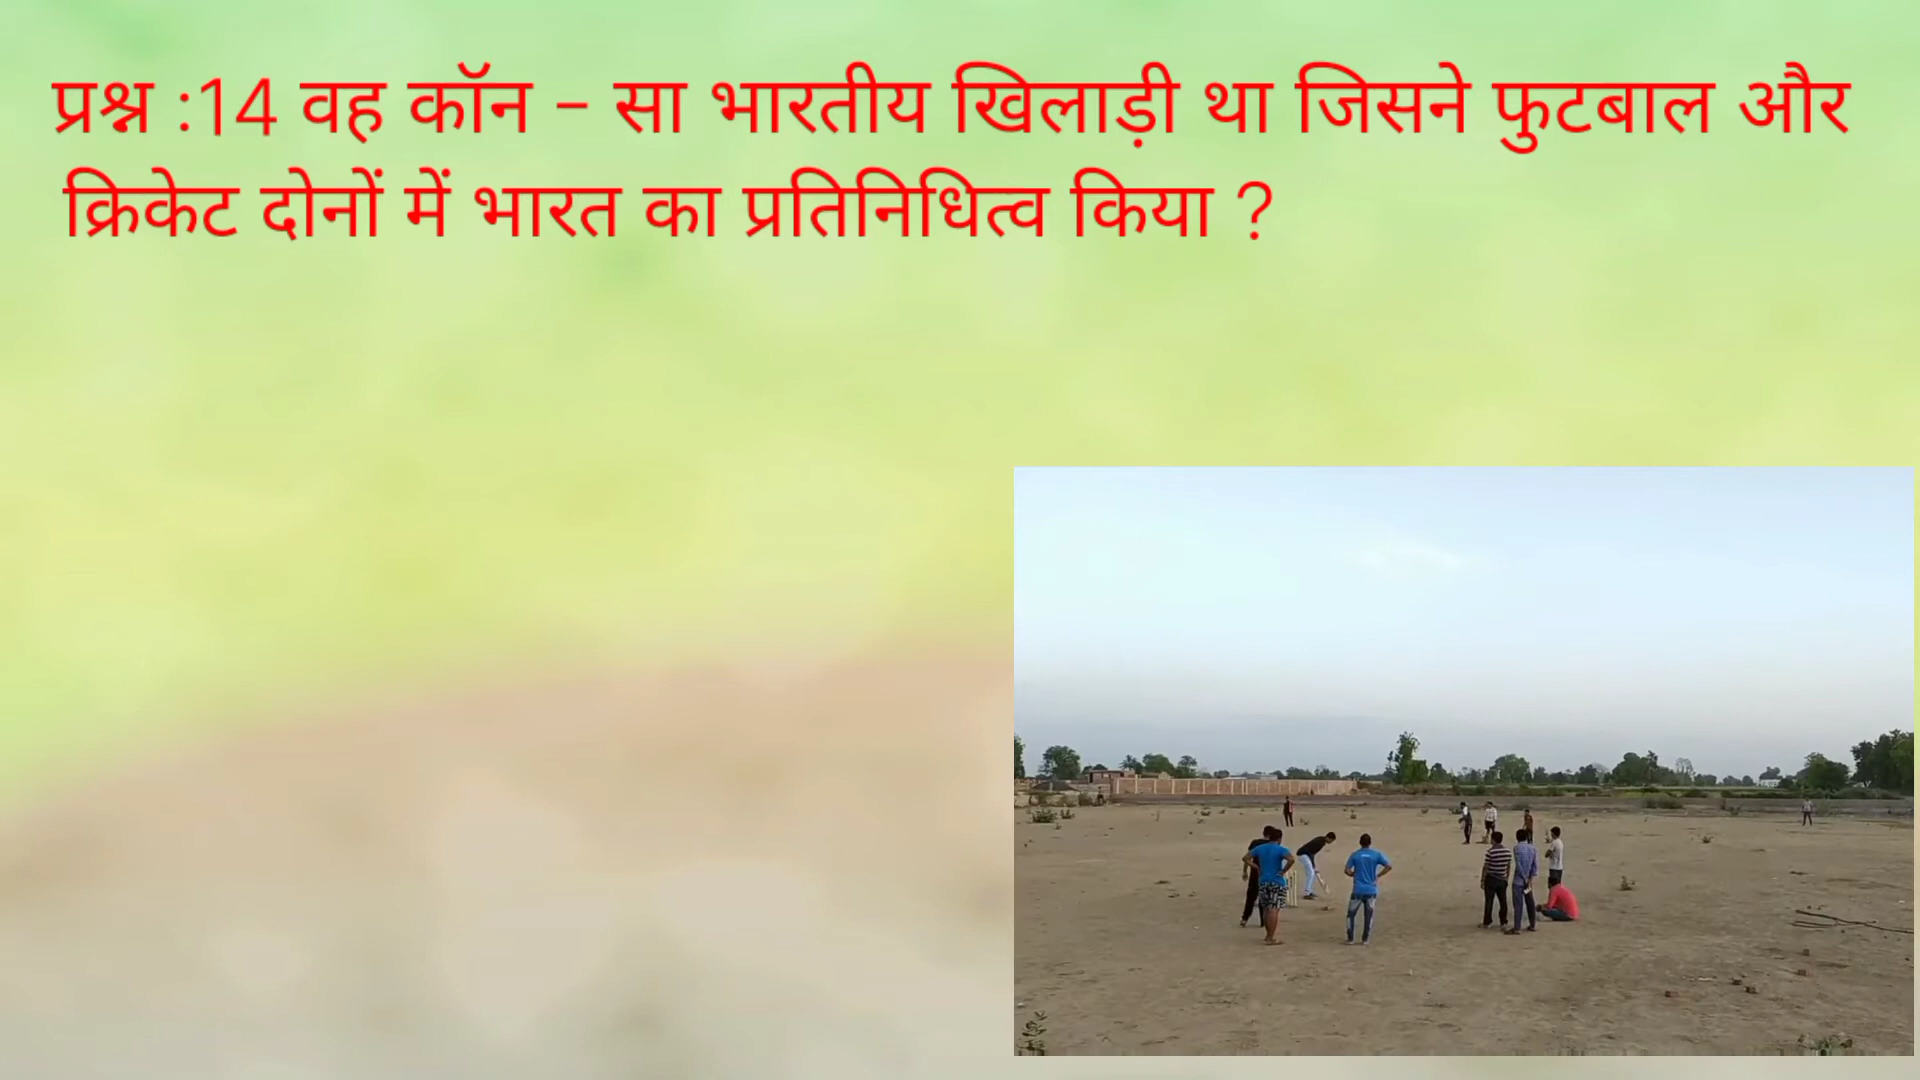 प्रश्न :14 वह कॉन - सा भारतीय खिलाड़ी था जिसने फुटबाल और
क्रिकेट दोनों में भारत का प्रतिनिधित्व किया ?